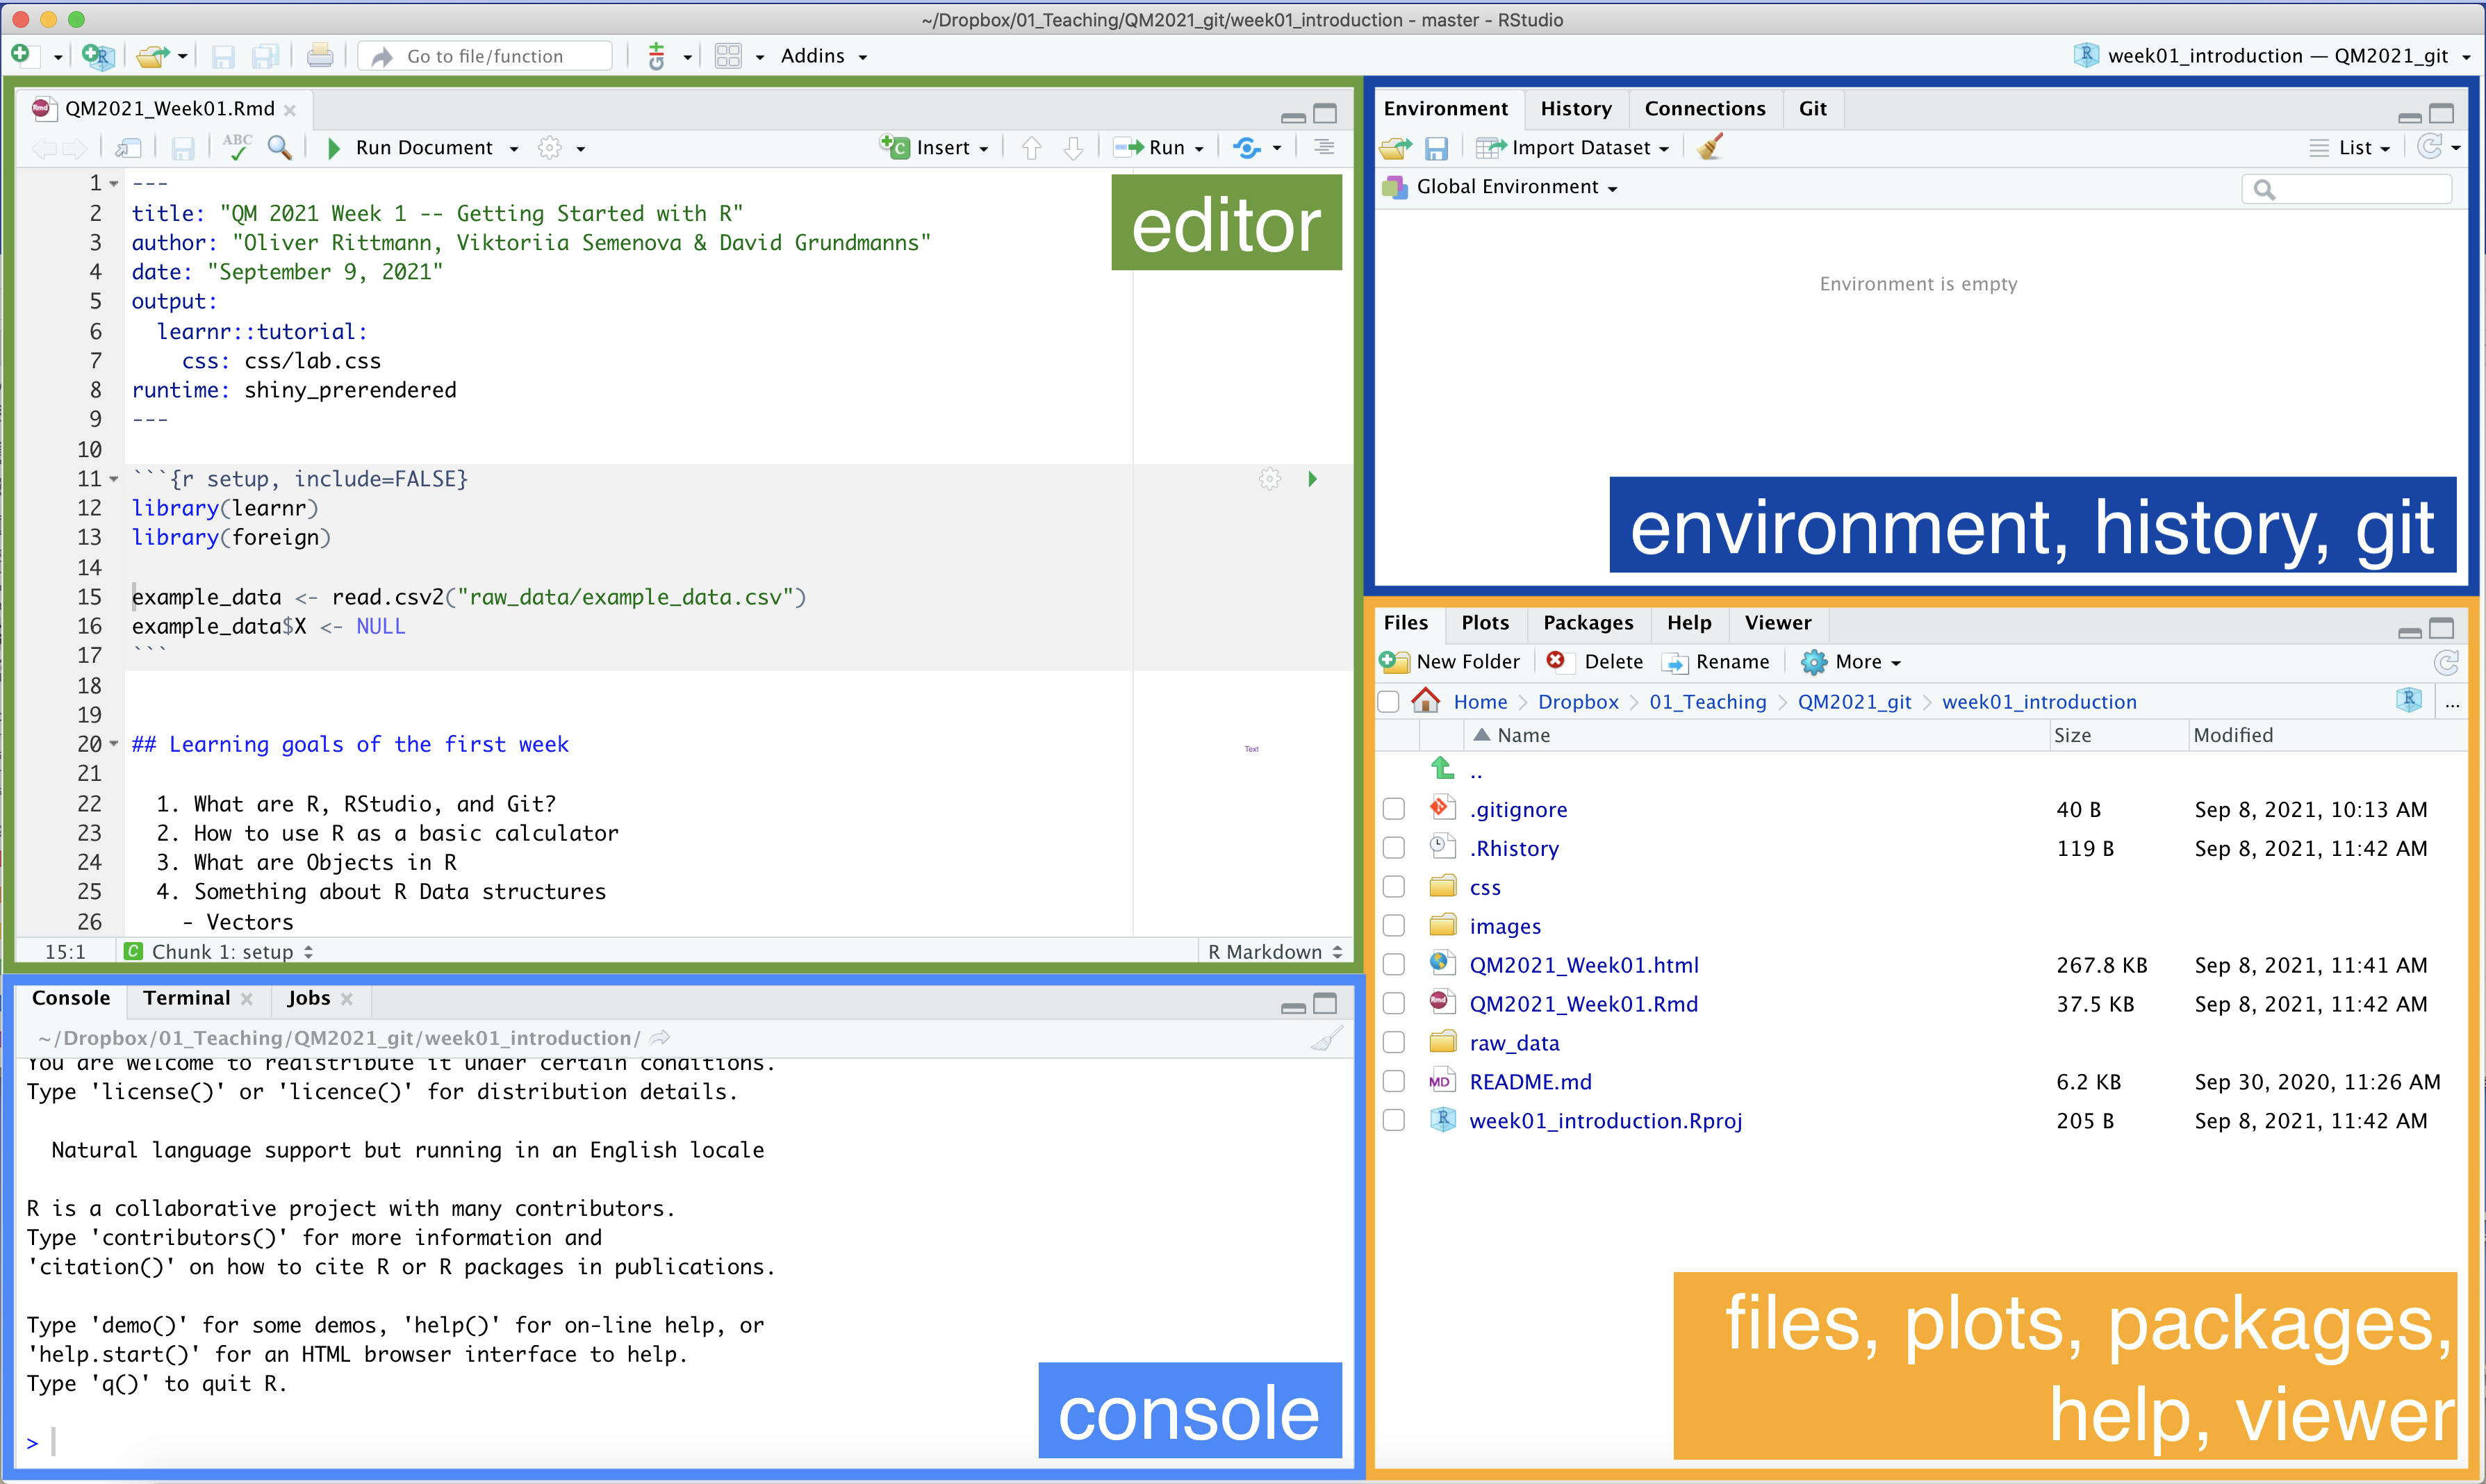 ~/Dropbox/01_Teaching/QM2021_git/week01_introduction - master - RStudio
Go to file/function
Addins
week01_introduction — QM2021_git
QM2021_Week01.Rmd
ABC
Run Document
Insert
Run
1 ---
2 title: "QM 2021 Week 1 -- Getting Started with R"
3 author: "Oliver Rittmann, Viktoriia Semenova & David Grundmanns"
4 date: "September 9, 2021"
5 output:
6 learnr::tutorial:
7 css: css/lab.css
8 runtime: shiny_prerendered
9 ---
10
11 ```{r setup, include=FALSE}
12 library(learnr)
13 library(foreign)
14
15 example_data <- read.csv2("raw_data/example_data.csv")
16 example_data$X <- NULL
17 ```
18
19
20 ## Learning goals of the first week
21
22 1. What are R, RStudio, and Git?
23 2. How to use R as a basic calculator
24 3. What are Objects in R
25 4. Something about R Data structures
26 - Vectors
Text
editor
15:1 C Chunk 1: setup R Markdown
Console Terminal Jobs
~/Dropbox/01_Teaching/QM2021_git/week01_introduction/
You are welcome to redistribute it under certain conditions.
Type 'license()' or 'licence()' for distribution details.
Natural language support but running in an English locale
R is a collaborative project with many contributors.
Type 'contributors()' for more information and
'citation()' on how to cite R or R packages in publications.
Type 'demo()' for some demos, 'help()' for on-line help, or
'help.start()' for an HTML browser interface to help.
Type 'q()' to quit R.
>
console
Environment History Connections Git
Import Dataset List
Global Environment
Environment is empty
environment, history, git
Files Plots Packages Help Viewer
New Folder Delete Rename More
Home Dropbox 01_Teaching QM2021_git week01_introduction ...
Name Size Modified
..
.gitignore 40 B Sep 8, 2021, 10:13 AM
.Rhistory 119 B Sep 8, 2021, 11:42 AM
css
images
QM2021_Week01.html 267.8 KB Sep 8, 2021, 11:41 AM
QM2021_Week01.Rmd 37.5 KB Sep 8, 2021, 11:42 AM
raw_data
README.md 6.2 KB Sep 30, 2020, 11:26 AM
week01_introduction.Rproj 205 B Sep 8, 2021, 11:42 AM
files, plots, packages,
help, viewer